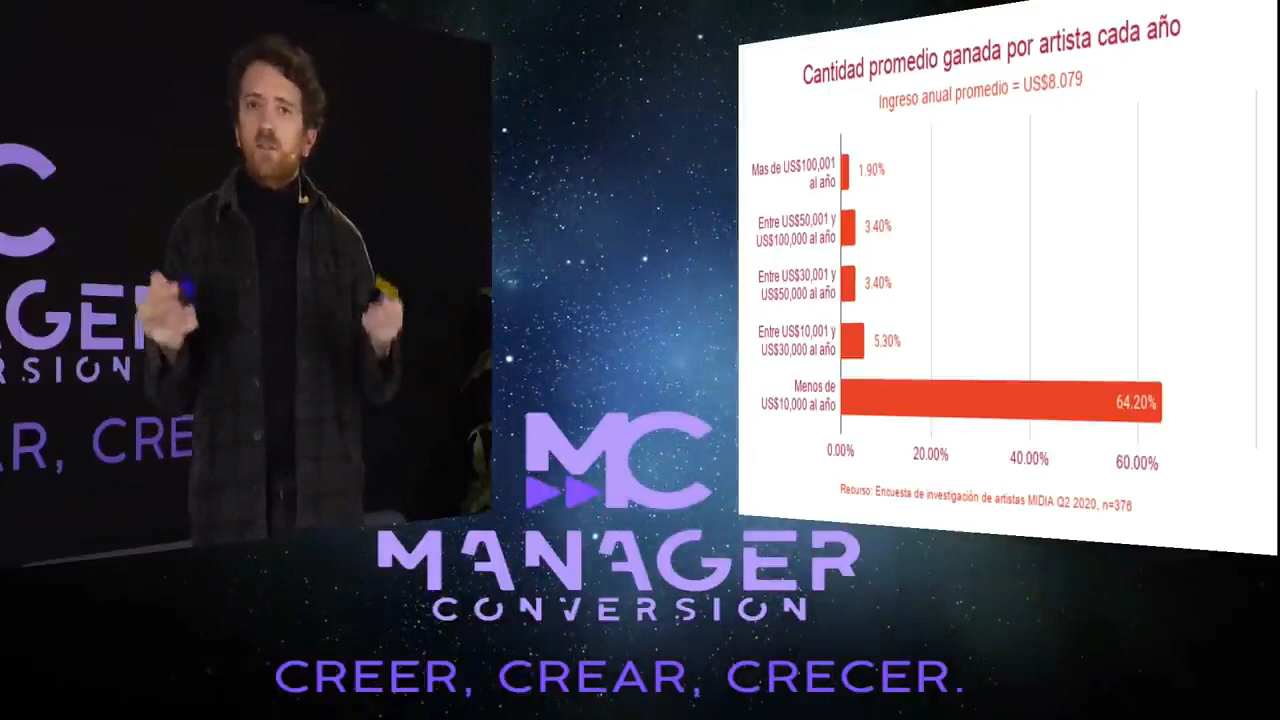 C
AGER
RSION
AR, CRE
Cantidad promedio ganada por artista cada año
Ingreso anual promedio = US$8.079
Mas de US$100,001
al año
1.90%
Entre US$50,001 y
US$100,000 al año
3.40%
Entre US$30,001 y
US$50,000 al año
3.40%
Entre US$10,001 y
US$30,000 al año
5.30%
Menos de
US$10,000 al año
64.20%
0.00%
20.00%
40.00%
60.00%
Recurso: Encuesta de investigación de artistas MIDIA Q2 2020, n=376
MC
MANAGER
CONVERSION
CREER, CREAR, CRECER.